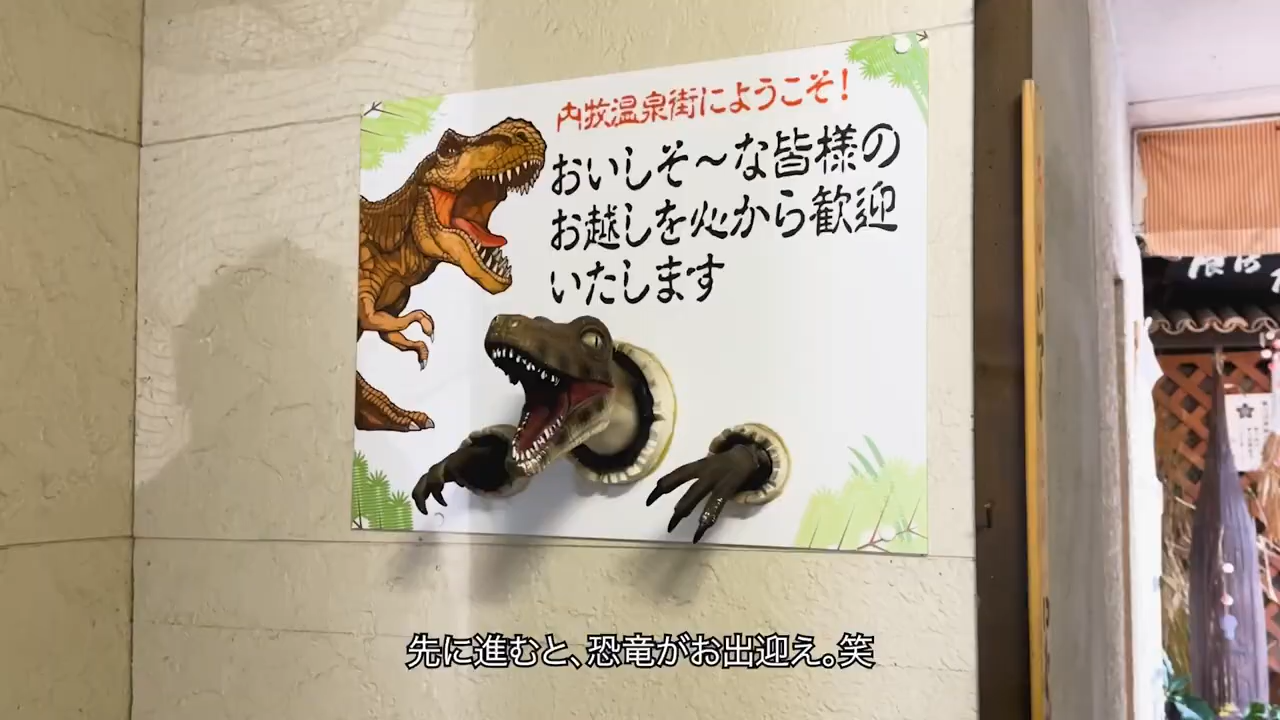 内牧温泉街にようこそ!
おいしそ～な皆様の
お越しを心から歓迎
いたします
先に進むと、恐竜がお出迎え。笑